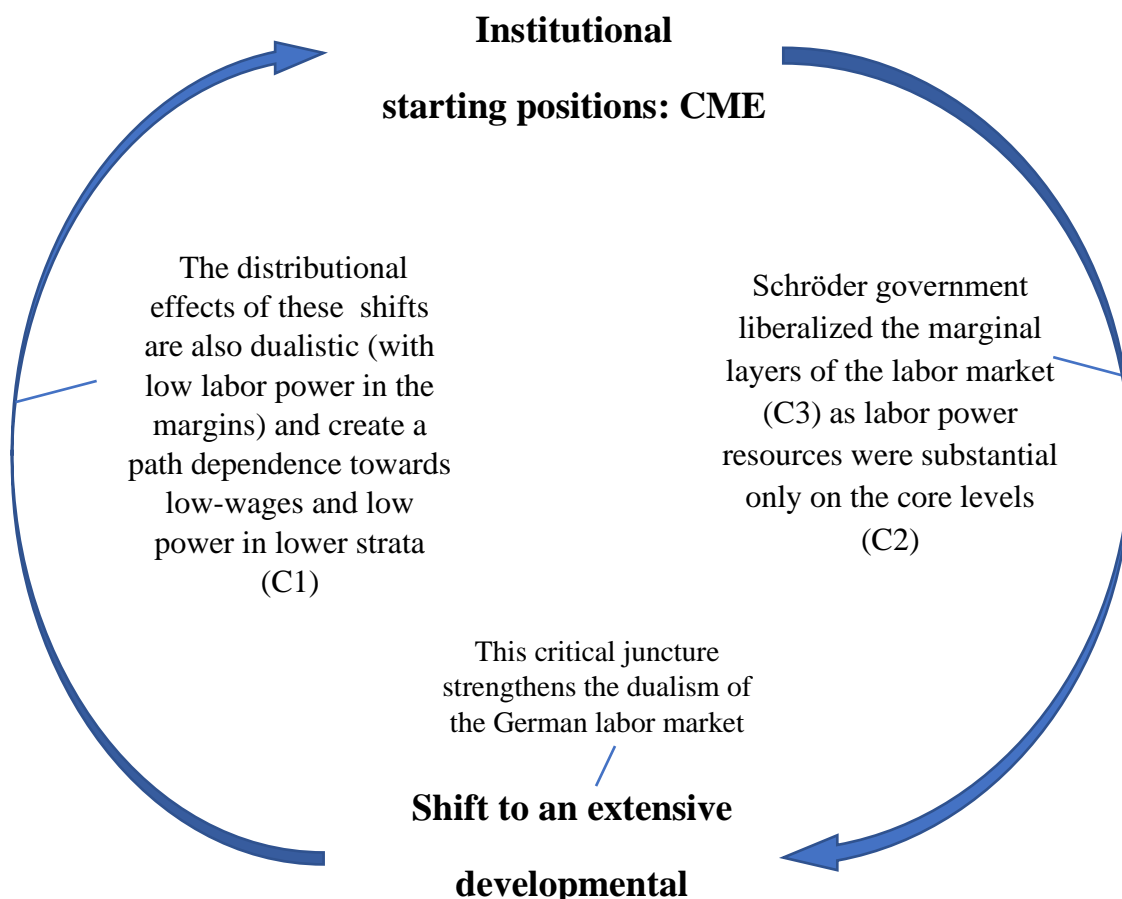 Institutional
starting positions: CME
The distributional
effects of these shifts
are also dualistic (with
low labor power in the
margins) and create a
path dependence towards
low-wages and low
power in lower strata
(C1)
Schröder government
liberalized the marginal
layers of the labor market
(C3) as labor power
resources were substantial
only on the core levels
(C2)
This critical juncture
strengthens the dualism of
the German labor market
Shift to an extensive
developmental